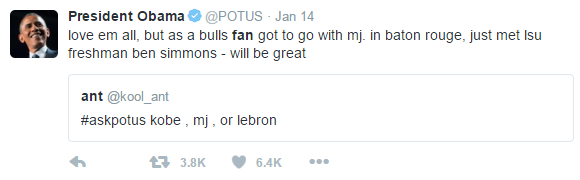 President Obama @POTUS · Jan 14
love em all, but as a bulls fan got to go with mj. in baton rouge, just met lsu
freshman ben simmons - will be great
ant @kool_ant
#askpotus kobe , mj , or lebron
3.8K 6.4K